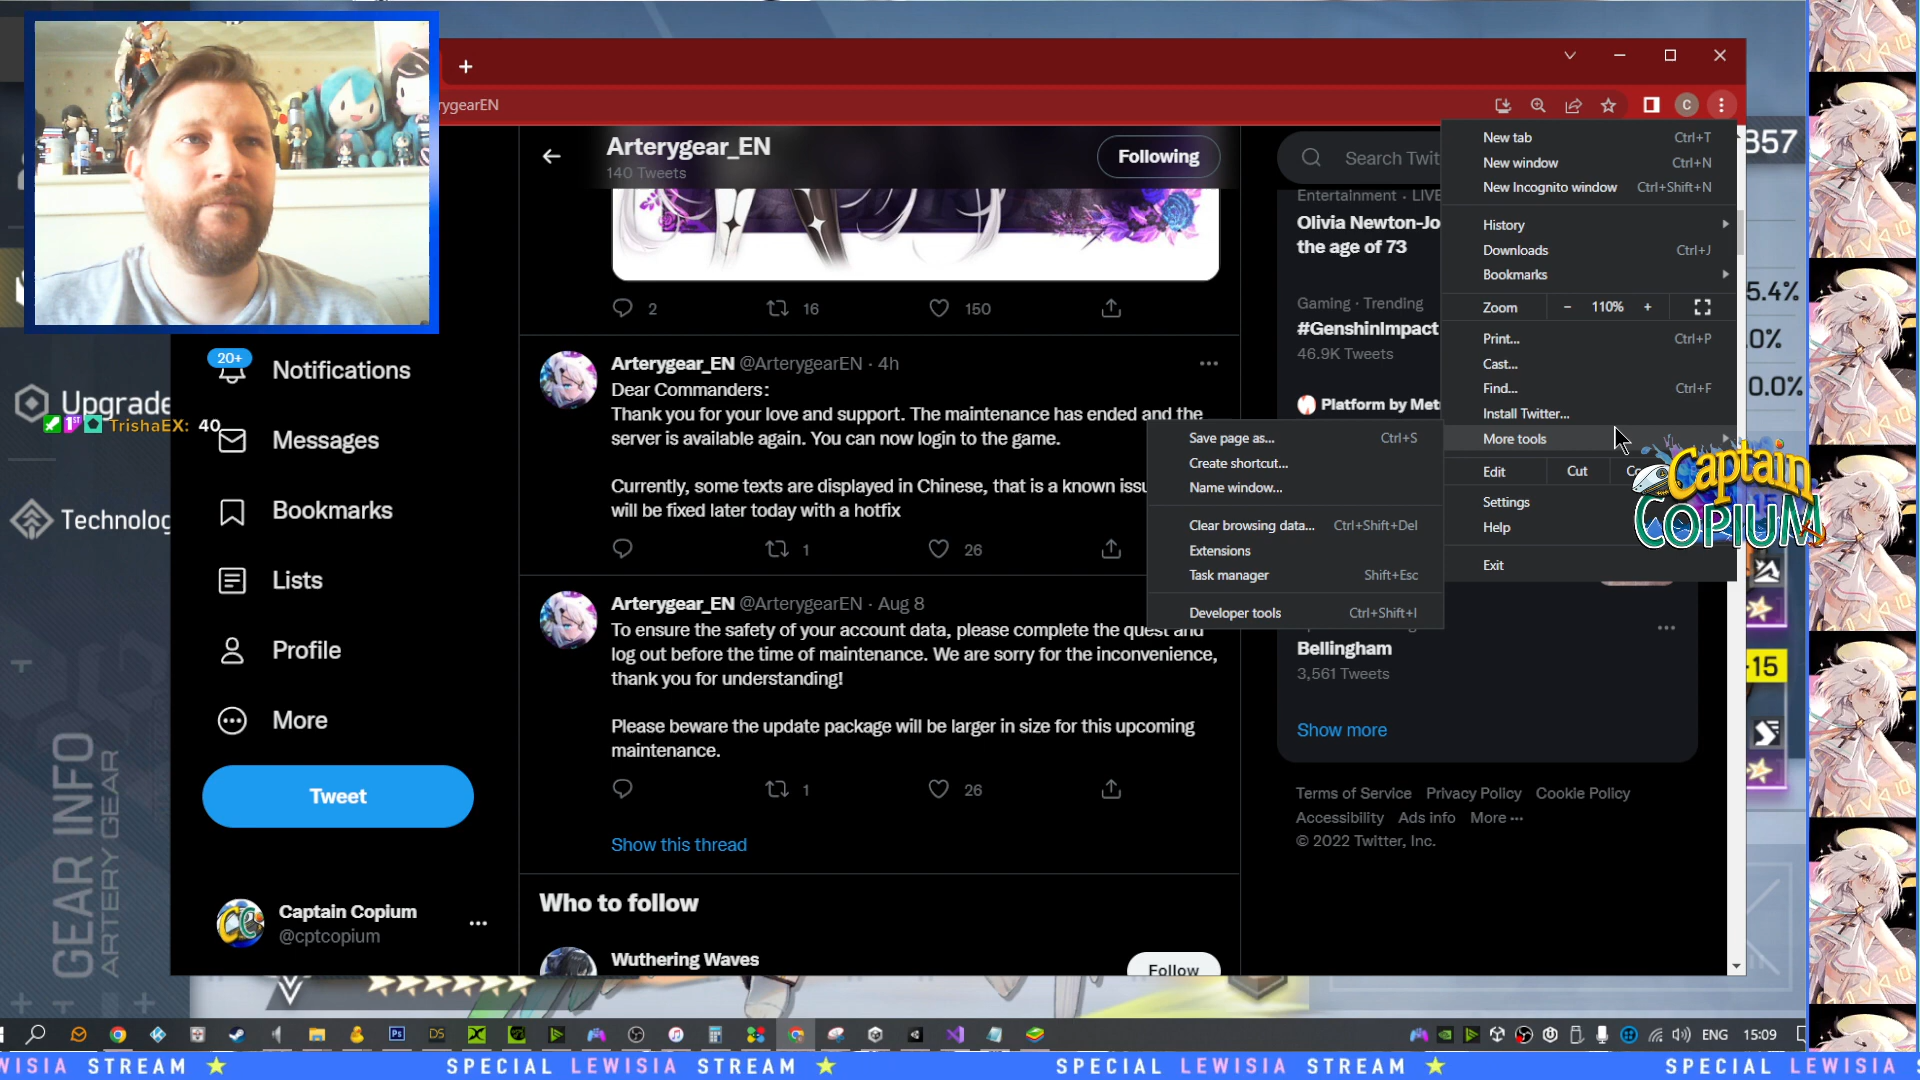 rygearEN
Arterygear_EN
140 Tweets
Following
Search Twit
2
16
150
Arterygear_EN @ArterygearEN · 4h
Dear Commanders:
Thank you for your love and support. The maintenance has ended and the
server is available again. You can now login to the game.
Currently, some texts are displayed in Chinese, that is a known issu
will be fixed later today with a hotfix
1
26
Arterygear_EN @ArterygearEN · Aug 8
To ensure the safety of your account data, please complete the quest and
log out before the time of maintenance. We are sorry for the inconvenience,
thank you for understanding!
Please beware the update package will be larger in size for this upcoming
maintenance.
1
26
Show this thread
Who to follow
Wuthering Waves
Follow
20+
Notifications
Messages
Bookmarks
Lists
Profile
More
Tweet
Captain Copium
@cptcopium
Upgrade
TrishaEX: 40
1ST
Technolog
GEAR INFO
ARTERY GEAR
Entertainment · LIVE
Olivia Newton-Jo
the age of 73
Gaming · Trending
#GenshinImpact
46.9K Tweets
Platform by Met
Bellingham
3,561 Tweets
Show more
Terms of Service Privacy Policy Cookie Policy
Accessibility Ads info More
© 2022 Twitter, Inc.
C
New tab Ctrl+T
New window Ctrl+N
New Incognito window Ctrl+Shift+N
History
Downloads Ctrl+J
Bookmarks
Zoom − 110% +
Print... Ctrl+P
Cast...
Find... Ctrl+F
Install Twitter...
More tools
Edit Cut Co
Settings
Help
Exit
Save page as... Ctrl+S
Create shortcut...
Name window...
Clear browsing data... Ctrl+Shift+Del
Extensions
Task manager Shift+Esc
Developer tools Ctrl+Shift+I
Captain
COPIUM
857
5.4%
.0%
0.0%
15
15
Ps
DS
ENG 15:09
WISIA STREAM ★ SPECIAL LEWISIA STREAM ★ SPECIAL LEWISIA STREAM ★ SPECIAL LEWISIA